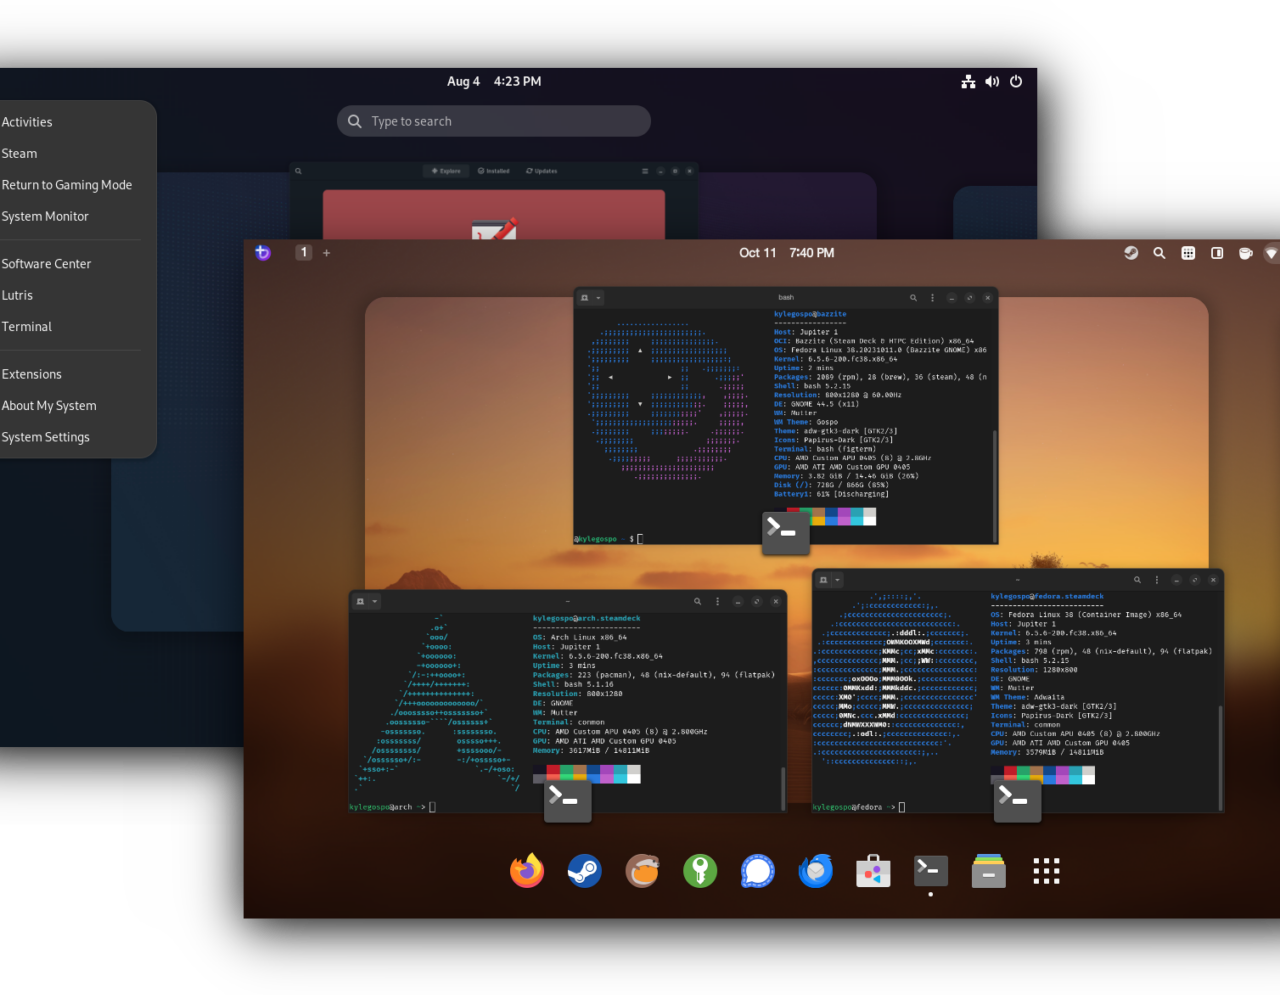 Aug 4 4:23 PM
Type to search
Activities
Steam
Return to Gaming Mode
System Monitor
Software Center
Lutris
Terminal
Extensions
About My System
System Settings
Explore Installed Updates
1 +
Oct 11 7:40 PM
bash
kylegospo@bazzite
-----------------
Host: Jupiter 1
OCI: Bazzite (Steam Deck & HTPC Edition) x86_64
OS: Fedora Linux 38.20231011.0 (Bazzite GNOME) x86
Kernel: 6.5.6-200.fc38.x86_64
Uptime: 2 mins
Packages: 2089 (rpm), 28 (brew), 36 (steam), 48 (n
Shell: bash 5.2.15
Resolution: 800x1280 @ 60.00Hz
DE: GNOME 44.5 (x11)
WM: Mutter
WM Theme: Gospo
Theme: adw-gtk3-dark [GTK2/3]
Icons: Papirus-Dark [GTK2/3]
Terminal: bash (figterm)
CPU: AMD Custom APU 0405 (8) @ 2.8GHz
GPU: AMD ATI AMD Custom GPU 0405
Memory: 3.82 GiB / 14.46 GiB (26%)
Disk (/): 728G / 866G (85%)
Battery1: 61% [Discharging]
@kylegospo ~ $
~
kylegospo@arch.steamdeck
------------------------
OS: Arch Linux x86_64
Host: Jupiter 1
Kernel: 6.5.6-200.fc38.x86_64
Uptime: 3 mins
Packages: 223 (pacman), 48 (nix-default), 94 (flatpak)
Shell: bash 5.1.16
Resolution: 800x1280
DE: GNOME
WM: Mutter
Terminal: conmon
CPU: AMD Custom APU 0405 (8) @ 2.800GHz
GPU: AMD ATI AMD Custom GPU 0405
Memory: 3617MiB / 14811MiB
kylegospo@arch ~>
~
kylegospo@fedora.steamdeck
--------------------------
OS: Fedora Linux 38 (Container Image) x86_64
Host: Jupiter 1
Kernel: 6.5.6-200.fc38.x86_64
Uptime: 3 mins
Packages: 798 (rpm), 48 (nix-default), 94 (flatpak)
Shell: bash 5.2.15
Resolution: 1280x800
DE: GNOME
WM: Mutter
WM Theme: Adwaita
Theme: adw-gtk3-dark [GTK2/3]
Icons: Papirus-Dark [GTK2/3]
Terminal: conmon
CPU: AMD Custom APU 0405 (8) @ 2.800GHz
GPU: AMD ATI AMD Custom GPU 0405
Memory: 3579MiB / 14811MiB
kylegospo@fedora ~>